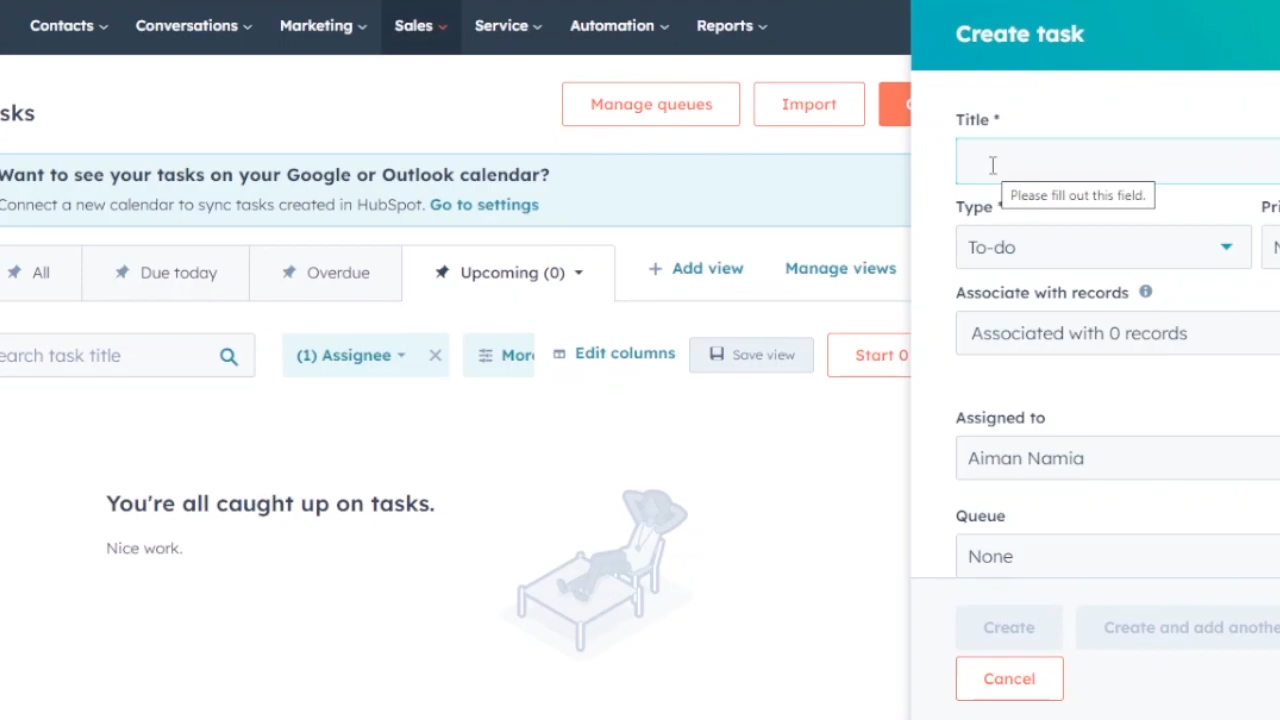 Contacts Conversations Marketing Sales Service Automation Reports
Create task
sks
Manage queues Import
Title *
Want to see your tasks on your Google or Outlook calendar?
Connect a new calendar to sync tasks created in HubSpot. Go to settings
Please fill out this field.
Type *
Pri
To-do
All Due today Overdue Upcoming (0) + Add view Manage views
Associate with records
Associated with 0 records
earch task title (1) Assignee Mor Edit columns Save view Start 0
Assigned to
Aiman Namia
You're all caught up on tasks.
Nice work.
Queue
None
Create Create and add anothe
Cancel